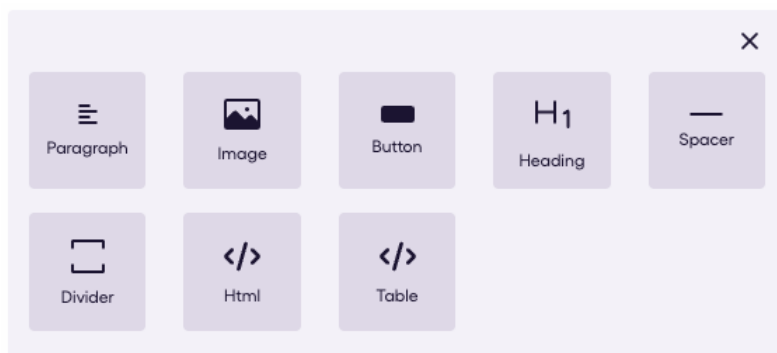 Paragraph
Image
Button
H1
Heading
Spacer
Divider
</>
Html
</>
Table